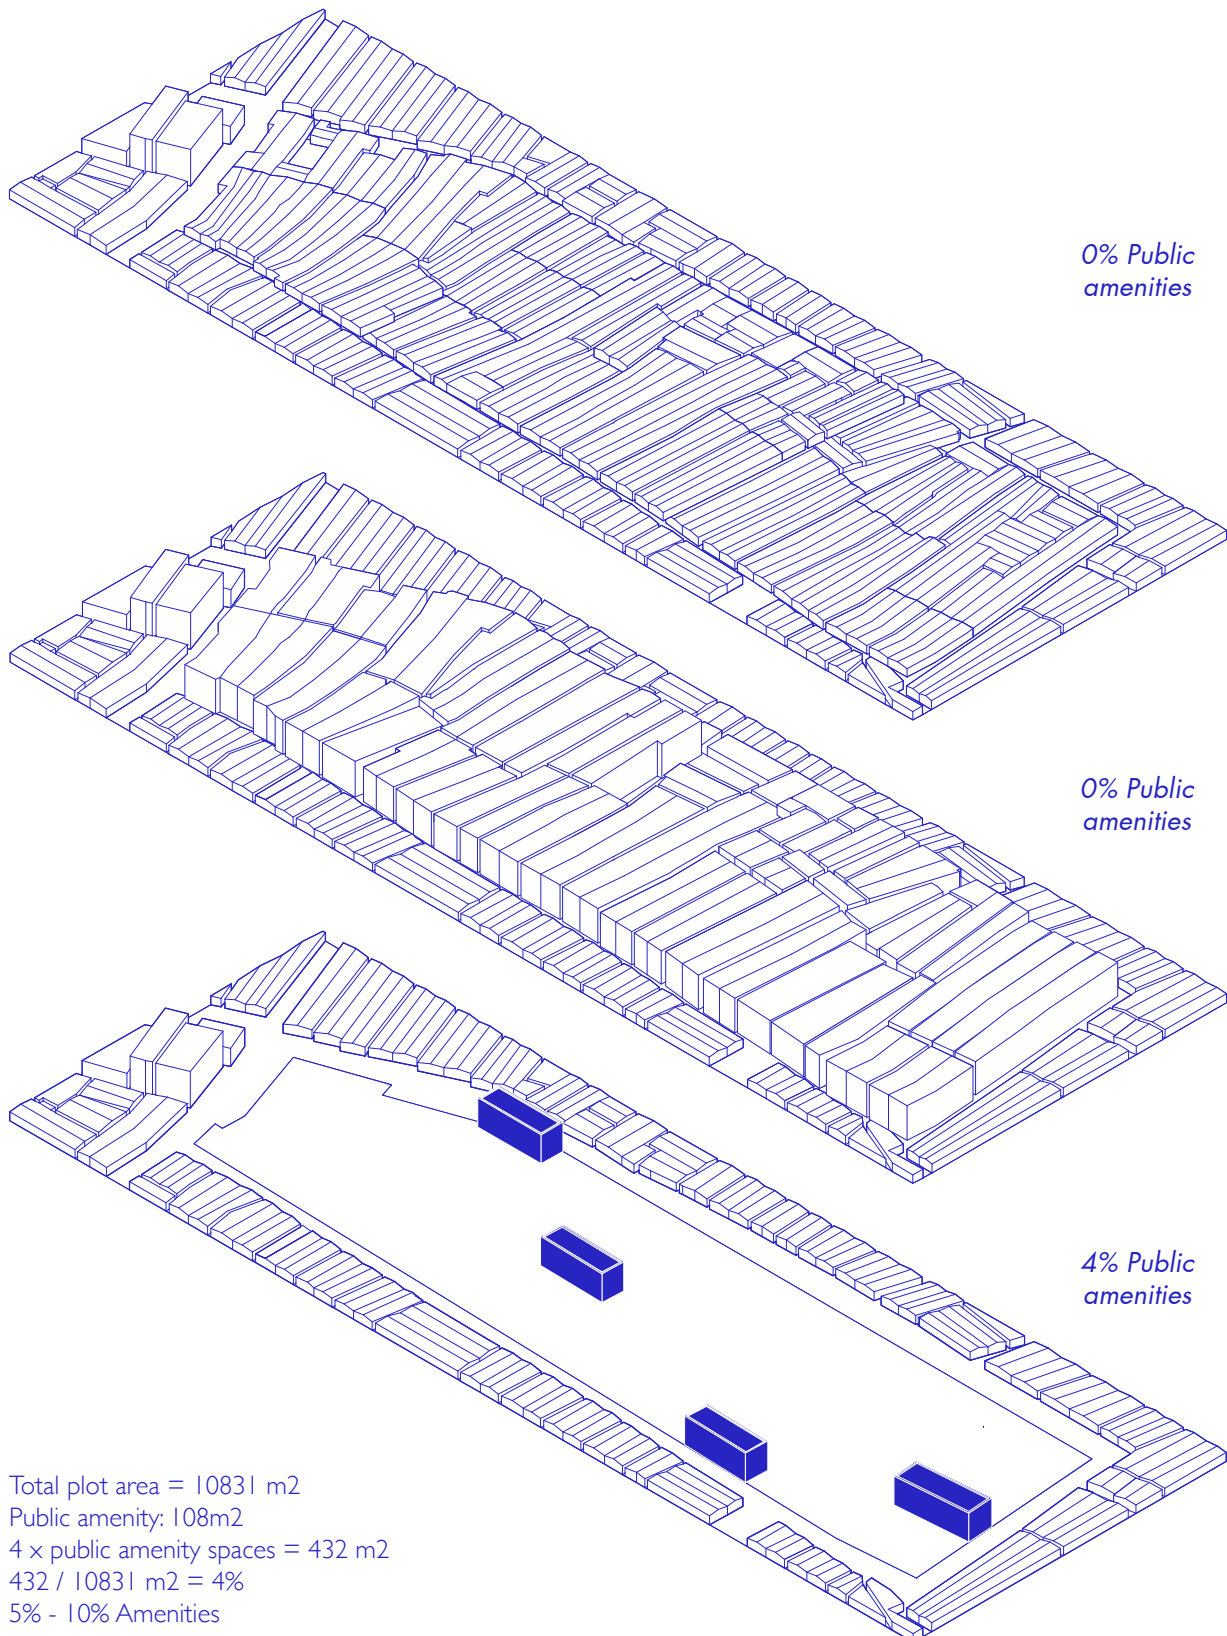 0% Public
amenities
0% Public
amenities
4% Public
amenities
Total plot area = 10831 m2
Public amenity: 108m2
4 x public amenity spaces = 432 m2
432 / 10831 m2 = 4%
5% - 10% Amenities